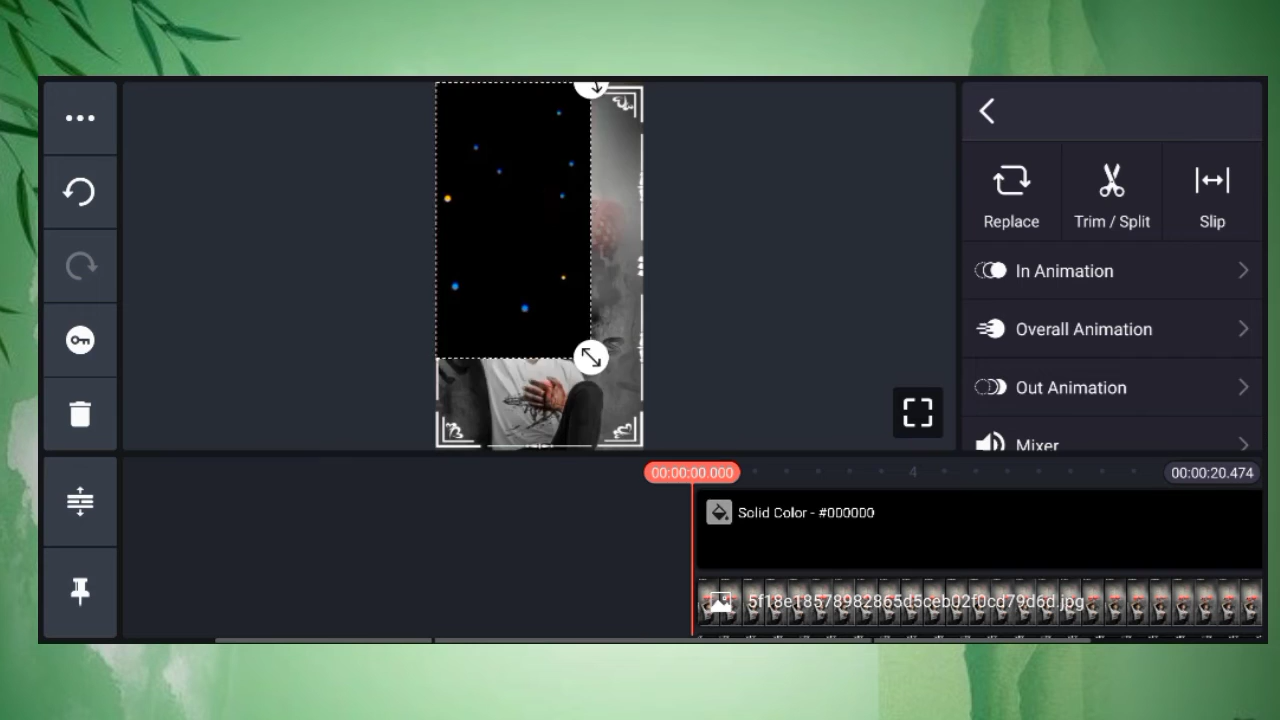 Replace
Trim / Split
Slip
In Animation
Overall Animation
Out Animation
Mixer
00:00:00.000
4
00:00:20.474
Solid Color - #000000
5f18e18578982865d5ceb02f0cd79d6d.jpg